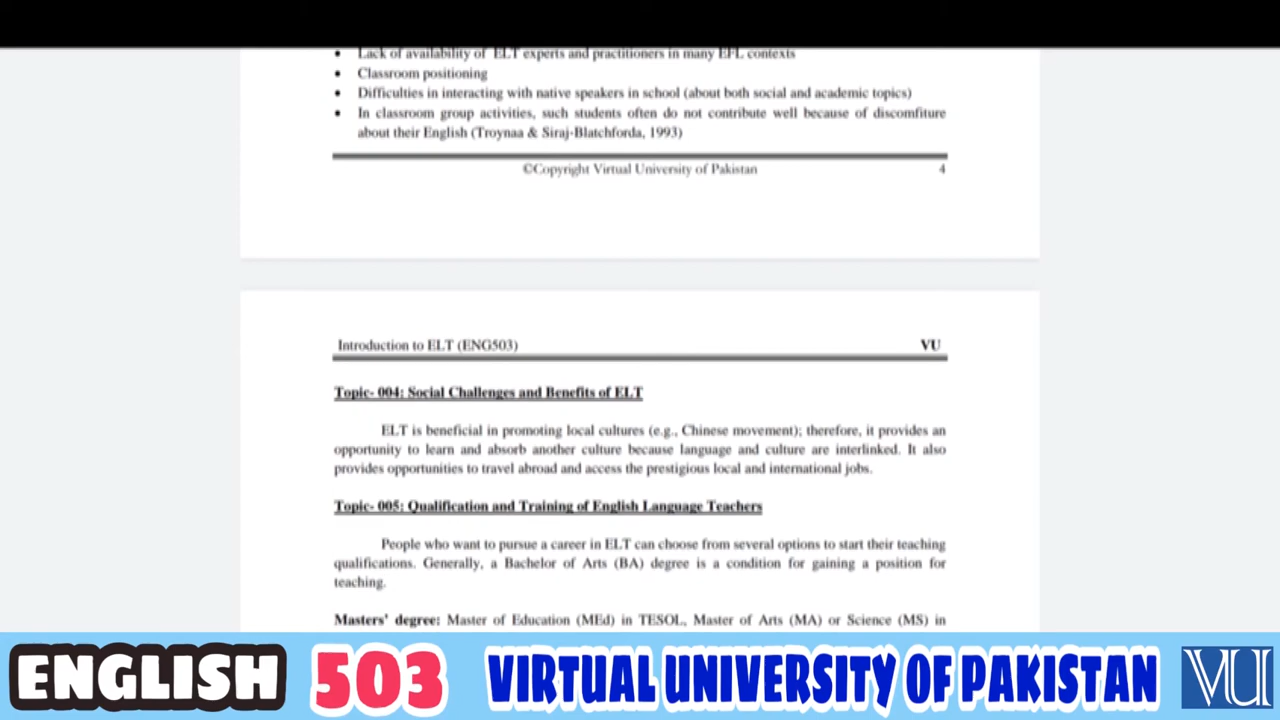 • Lack of availability of ELT experts and practitioners in many EFL contexts
• Classroom positioning
• Difficulties in interacting with native speakers in school (about both social and academic topics)
• In classroom group activities, such students often do not contribute well because of discomfiture
about their English (Troynaa & Siraj-Blatchforda, 1993)
©Copyright Virtual University of Pakistan 4
Introduction to ELT (ENG503) VU
Topic- 004: Social Challenges and Benefits of ELT
ELT is beneficial in promoting local cultures (e.g., Chinese movement); therefore, it provides an
opportunity to learn and absorb another culture because language and culture are interlinked. It also
provides opportunities to travel abroad and access the prestigious local and international jobs.
Topic- 005: Qualification and Training of English Language Teachers
People who want to pursue a career in ELT can choose from several options to start their teaching
qualifications. Generally, a Bachelor of Arts (BA) degree is a condition for gaining a position for
teaching.
Masters' degree: Master of Education (MEd) in TESOL, Master of Arts (MA) or Science (MS) in
ENGLISH 503 VIRTUAL UNIVERSITY OF PAKISTAN VU